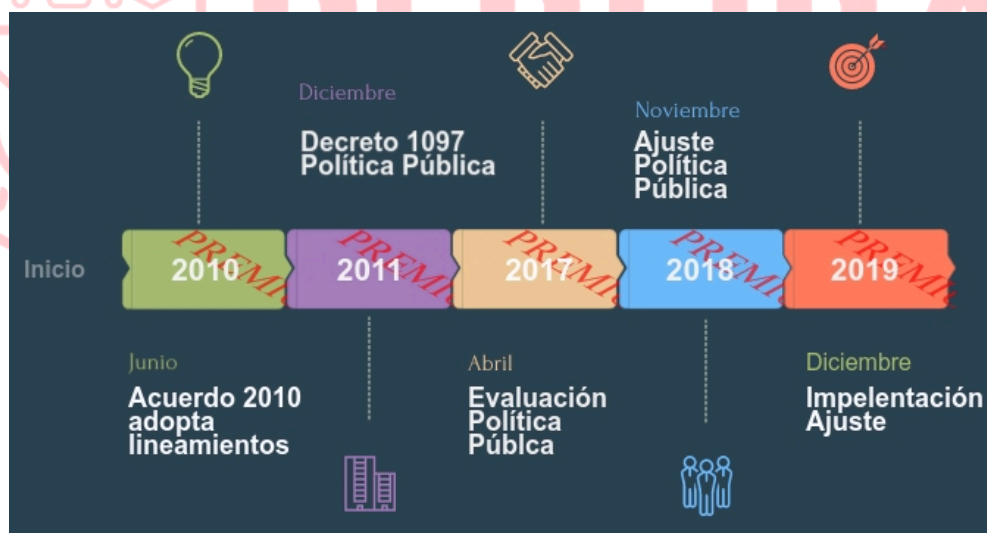 Diciembre
Decreto 1097
Política Pública
Noviembre
Ajuste
Política
Pública
Inicio
2010
2011
2017
2018
2019
Junio
Acuerdo 2010
adopta
lineamientos
Abril
Evaluación
Política
Públca
Diciembre
Impelentación
Ajuste